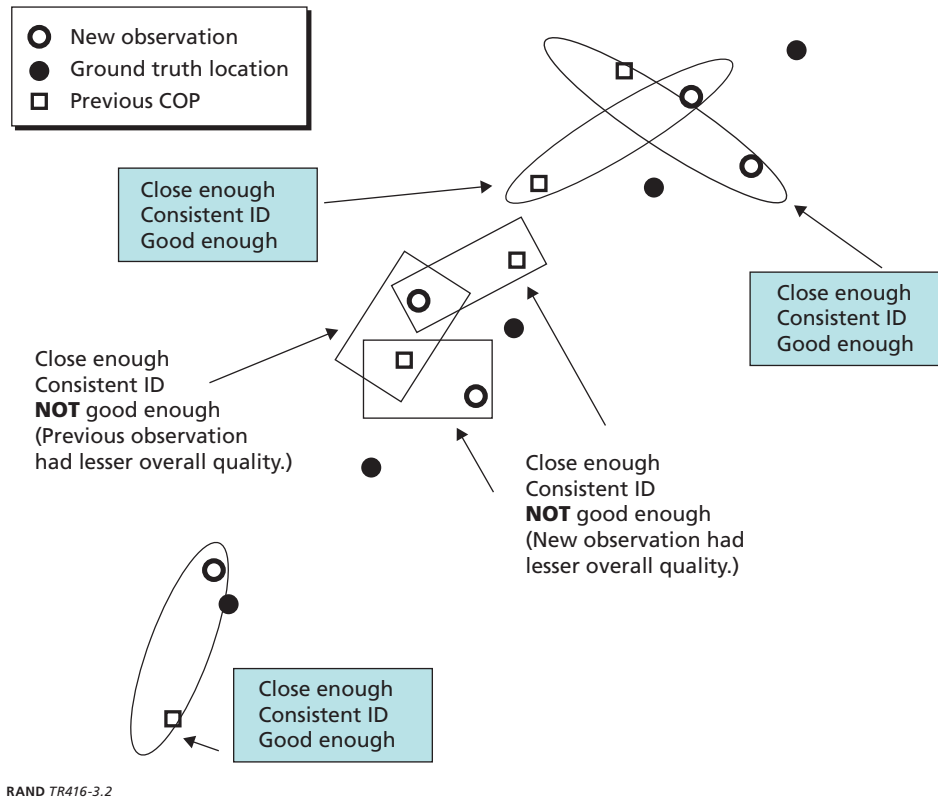 New observation
Ground truth location
Previous COP
Close enough
Consistent ID
Good enough
Close enough
Consistent ID
Good enough
Close enough
Consistent ID
NOT good enough
(Previous observation
had lesser overall quality.)
Close enough
Consistent ID
NOT good enough
(New observation had
lesser overall quality.)
Close enough
Consistent ID
Good enough
RAND TR416-3.2